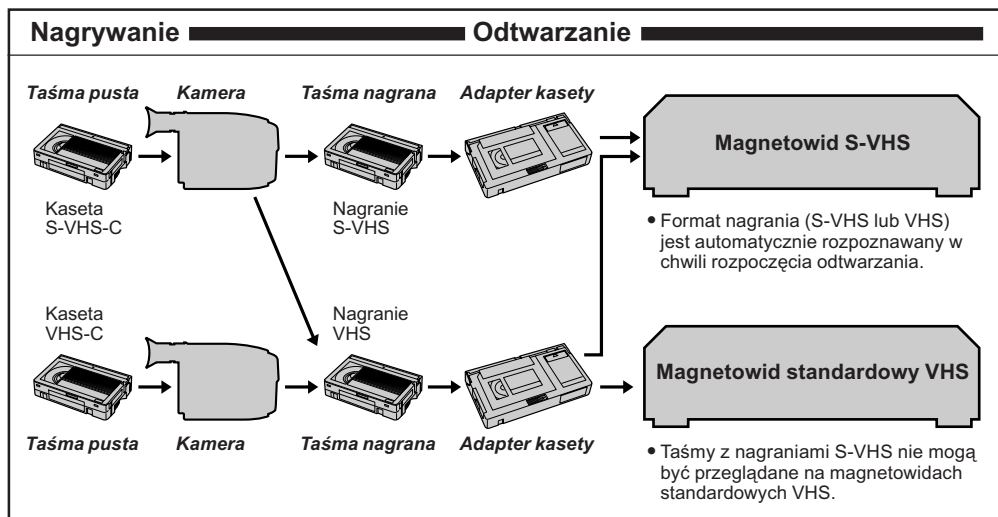 Nagrywanie
Odtwarzanie
Taśma pusta
Kamera
Taśma nagrana
Adapter kasety
Kaseta
S-VHS-C
Nagranie
S-VHS
Magnetowid S-VHS
• Format nagrania (S-VHS lub VHS)
jest automatycznie rozpoznawany w
chwili rozpoczęcia odtwarzania.
Kaseta
VHS-C
Nagranie
VHS
Magnetowid standardowy VHS
Taśma pusta
Kamera
Taśma nagrana
Adapter kasety
• Taśmy z nagraniami S-VHS nie mogą
być przeglądane na magnetowidach
standardowych VHS.